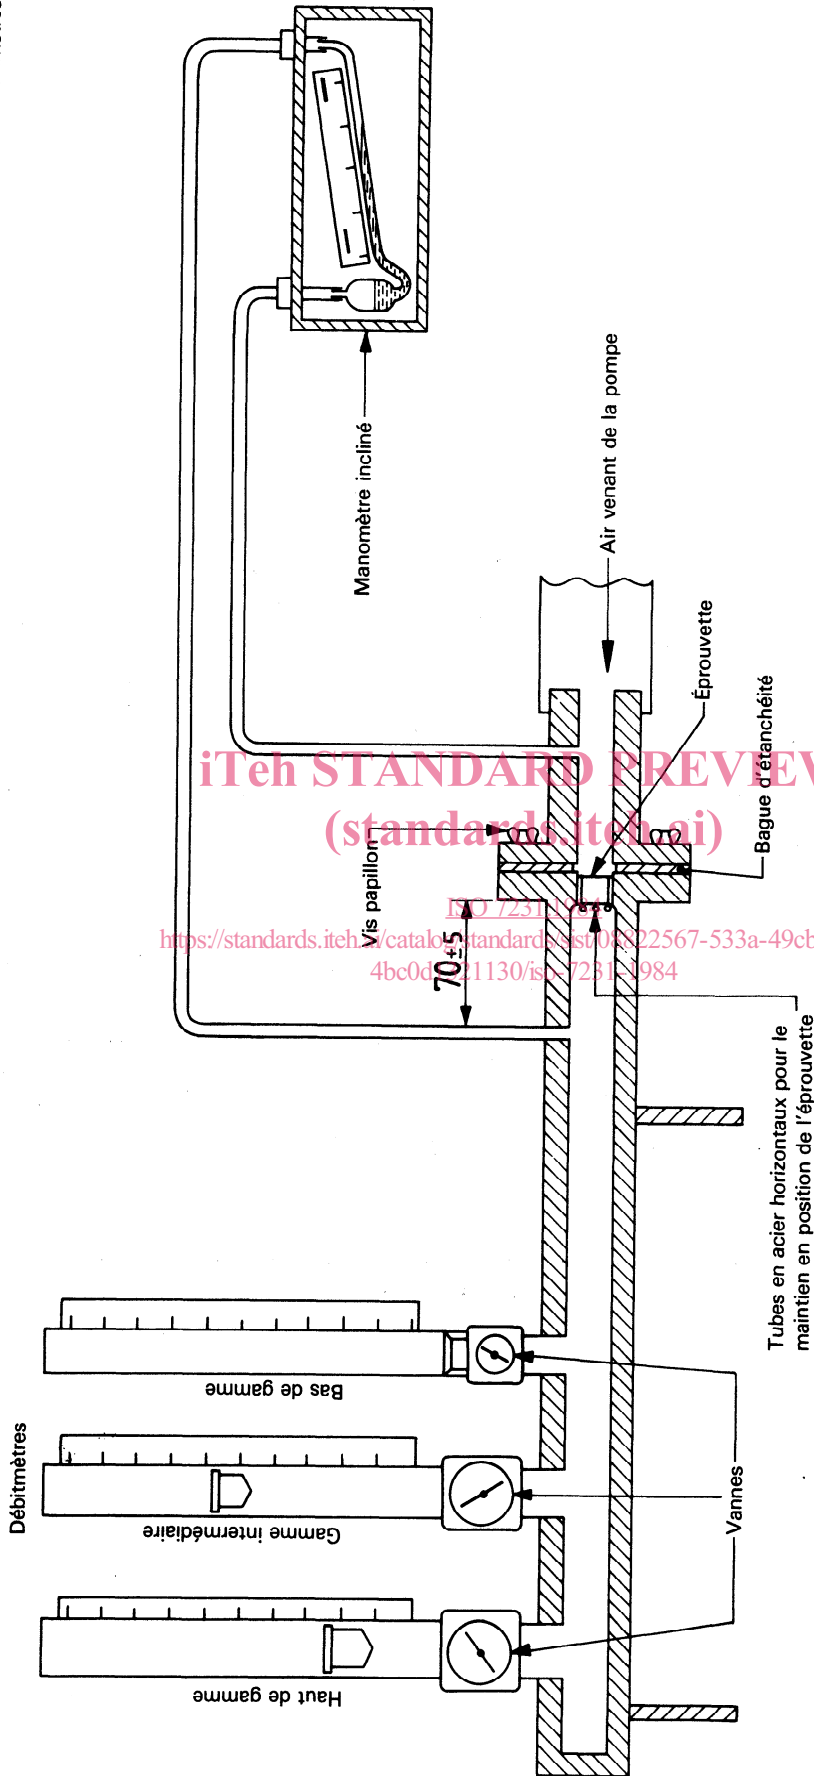 Débitmètres
Haut de gamme
Gamme intermédiaire
Bas de gamme
Vannes
Manomètre incliné
Air venant de la pompe
Éprouvette
Bague d'étanchéité
Vis papillon
70±5
Tubes en acier horizontaux pour le
maintien en position de l'éprouvette
iTeh STANDARD PREVIEW
(standards.iteh.ai)
ISO 7231:1984
https://standards.iteh.ai/catalog/standards/sist/08822567-533a-49cb
4bc0d 21130/iso-7231-1984